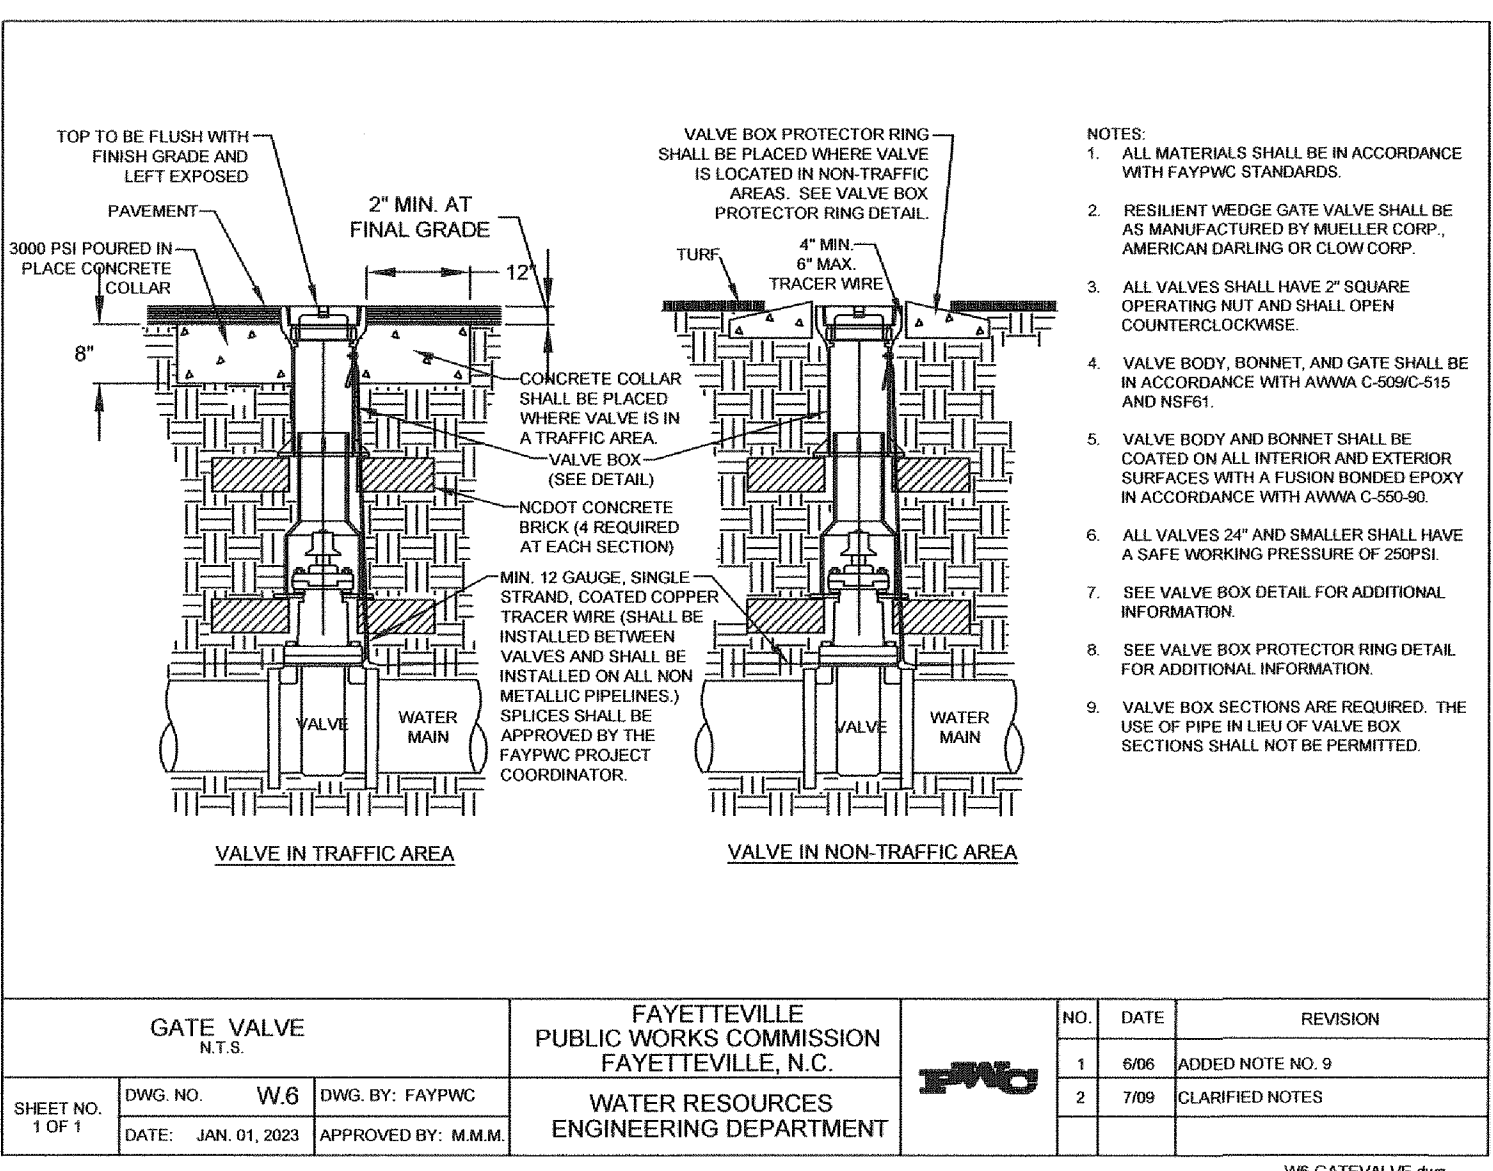 TOP TO BE FLUSH WITH
FINISH GRADE AND
LEFT EXPOSED
PAVEMENT
3000 PSI POURED IN
PLACE CONCRETE
COLLAR
2" MIN. AT
FINAL GRADE
12"
8"
CONCRETE COLLAR
SHALL BE PLACED
WHERE VALVE IS IN
A TRAFFIC AREA.
VALVE BOX
(SEE DETAIL)
NCDOT CONCRETE
BRICK (4 REQUIRED
AT EACH SECTION)
MIN. 12 GAUGE, SINGLE
STRAND, COATED COPPER
TRACER WIRE (SHALL BE
INSTALLED BETWEEN
VALVES AND SHALL BE
INSTALLED ON ALL NON
METALLIC PIPELINES.)
SPLICES SHALL BE
APPROVED BY THE
FAYPWC PROJECT
COORDINATOR.
VALVE
WATER
MAIN
VALVE IN TRAFFIC AREA
VALVE BOX PROTECTOR RING
SHALL BE PLACED WHERE VALVE
IS LOCATED IN NON-TRAFFIC
AREAS. SEE VALVE BOX
PROTECTOR RING DETAIL.
TURF
4" MIN.
6" MAX.
TRACER WIRE
VALVE
WATER
MAIN
VALVE IN NON-TRAFFIC AREA
NOTES:
1. ALL MATERIALS SHALL BE IN ACCORDANCE
WITH FAYPWC STANDARDS.
2. RESILIENT WEDGE GATE VALVE SHALL BE
AS MANUFACTURED BY MUELLER CORP.,
AMERICAN DARLING OR CLOW CORP.
3. ALL VALVES SHALL HAVE 2" SQUARE
OPERATING NUT AND SHALL OPEN
COUNTERCLOCKWISE.
4. VALVE BODY, BONNET, AND GATE SHALL BE
IN ACCORDANCE WITH AWWA C-509/C-515
AND NSF61.
5. VALVE BODY AND BONNET SHALL BE
COATED ON ALL INTERIOR AND EXTERIOR
SURFACES WITH A FUSION BONDED EPOXY
IN ACCORDANCE WITH AWWA C-550-90.
6. ALL VALVES 24" AND SMALLER SHALL HAVE
A SAFE WORKING PRESSURE OF 250PSI.
7. SEE VALVE BOX DETAIL FOR ADDITIONAL
INFORMATION.
8. SEE VALVE BOX PROTECTOR RING DETAIL
FOR ADDITIONAL INFORMATION.
9. VALVE BOX SECTIONS ARE REQUIRED. THE
USE OF PIPE IN LIEU OF VALVE BOX
SECTIONS SHALL NOT BE PERMITTED.
GATE VALVE
N.T.S.
SHEET NO.
1 OF 1
DWG. NO. W.6
DWG. BY: FAYPWC
DATE: JAN. 01, 2023
APPROVED BY: M.M.M.
FAYETTEVILLE
PUBLIC WORKS COMMISSION
FAYETTEVILLE, N.C.
WATER RESOURCES
ENGINEERING DEPARTMENT
PWC
NO. DATE REVISION
1 6/06 ADDED NOTE NO. 9
2 7/09 CLARIFIED NOTES
W6 GATEVALVE.dwg